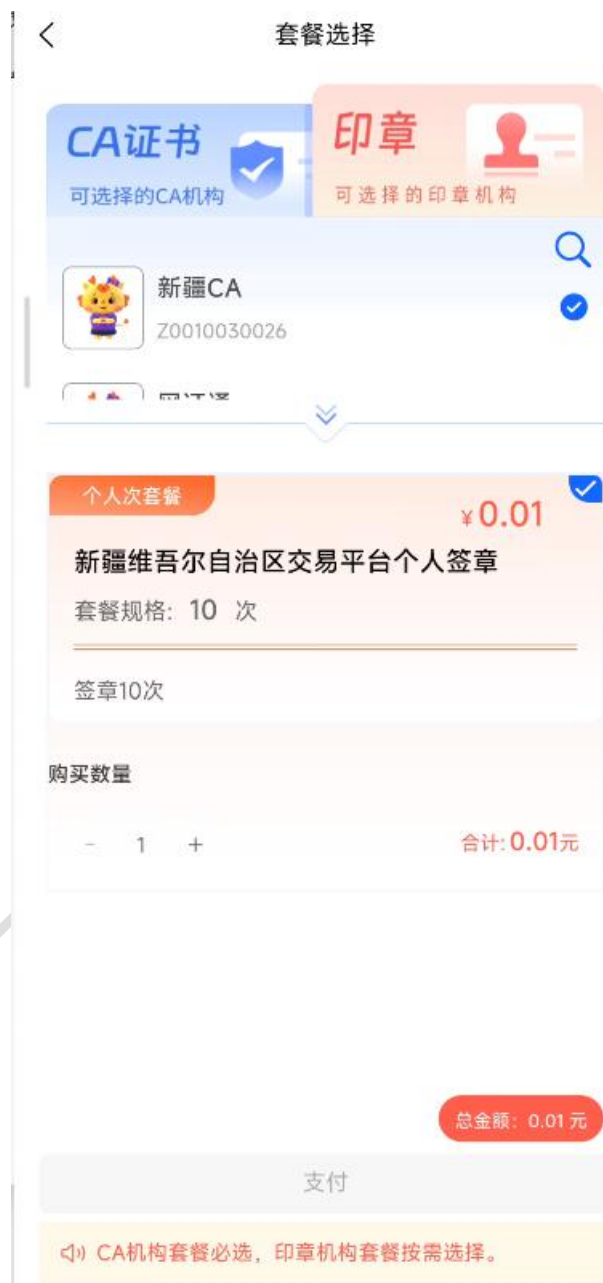 套餐选择
CA证书
可选择的CA机构
印章
可选择的印章机构
新疆CA
Z0010030026
个人次套餐
¥0.01
新疆维吾尔自治区交易平台个人签章
套餐规格: 10 次
签章10次
购买数量
- 1 +
合计: 0.01元
总金额: 0.01 元
支付
CA机构套餐必选，印章机构套餐按需选择。